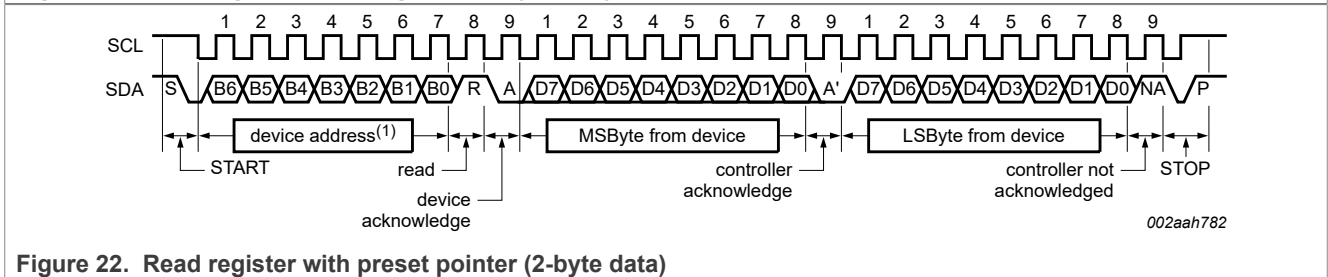 1 2 3 4 5 6 7 8 9 1 2 3 4 5 6 7 8 9 1 2 3 4 5 6 7 8 9
SCL
SDA S B6 B5 B4 B3 B2 B1 B0 R A D7 D6 D5 D4 D3 D2 D1 D0 A' D7 D6 D5 D4 D3 D2 D1 D0 NA P
device address(1) MSByte from device LSByte from device
START read controller controller not STOP
device acknowledge acknowledged
acknowledge
002aah782
Figure 22. Read register with preset pointer (2-byte data)